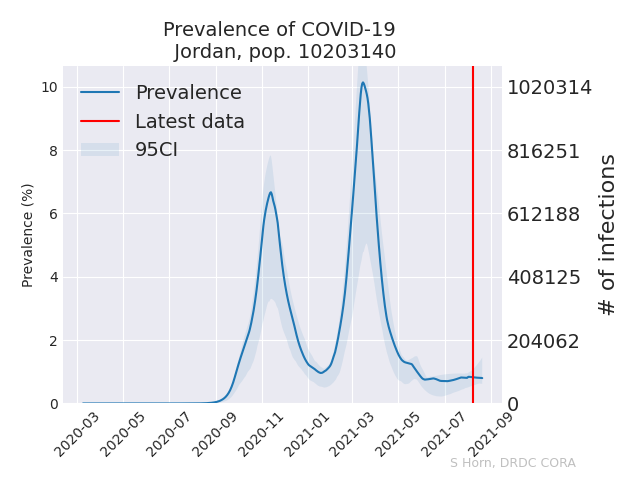 Prevalence of COVID-19
Jordan, pop. 10203140
Prevalence
Latest data
95CI
Prevalence (%)
10
8
6
4
2
0
1020314
816251
612188
408125
204062
0
# of infections
2020-03
2020-05
2020-07
2020-09
2020-11
2021-01
2021-03
2021-05
2021-07
2021-09
S Horn, DRDC CORA